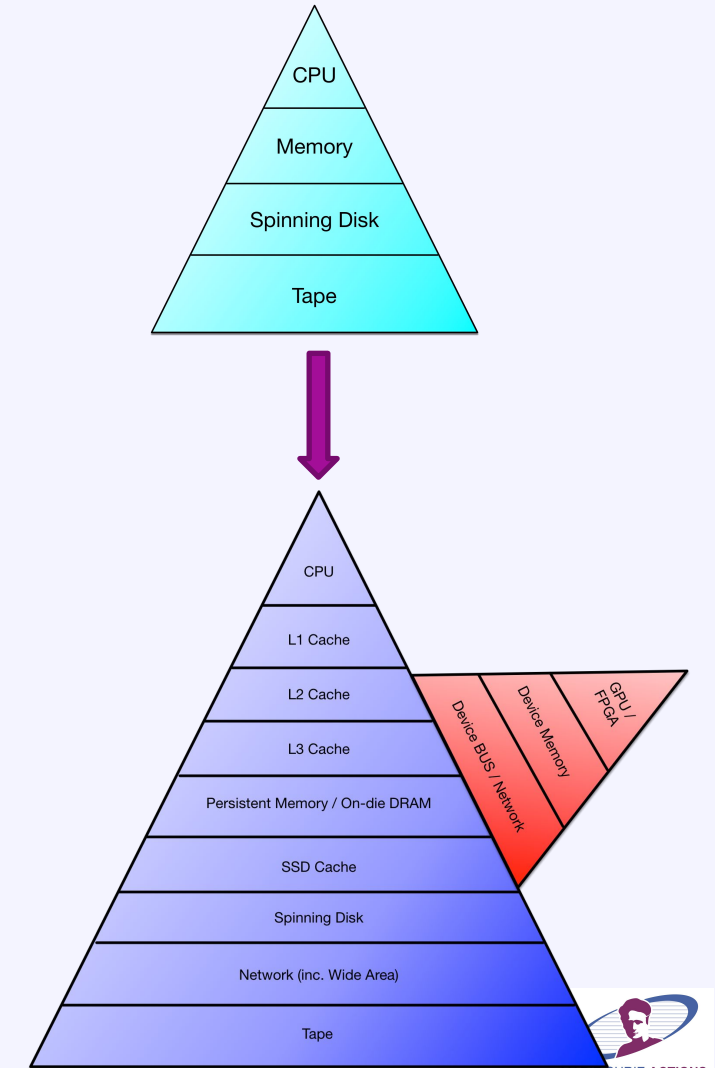 CPU
Memory
Spinning Disk
Tape
CPU
L1 Cache
L2 Cache
L3 Cache
Persistent Memory / On-die DRAM
SSD Cache
Spinning Disk
Network (inc. Wide Area)
Tape
Device BUS / Network
Device Memory
GPU /
FPGA